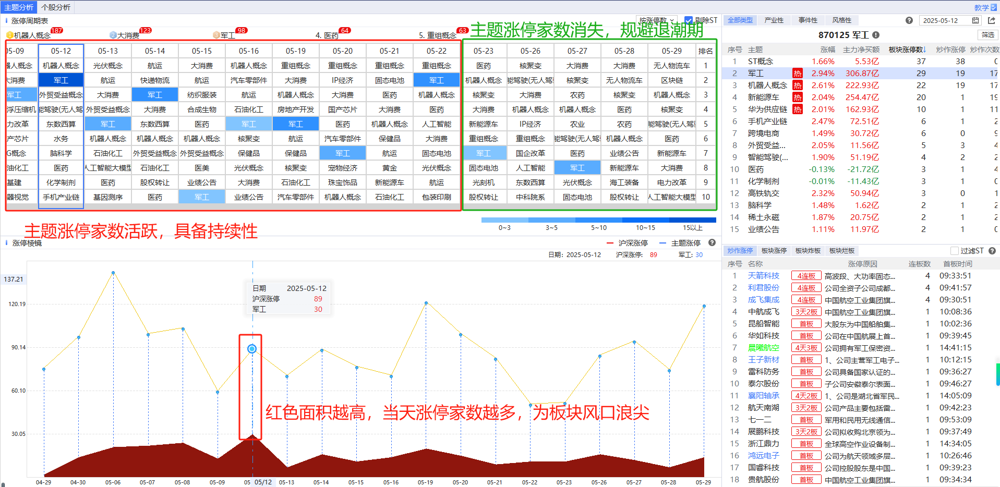 主题分析 个股分析 教学
涨停周期表 按涨停数 剔除ST
机器人概念 187 大消费 123 军工 98 4. 医药 64 5. 重组概念 63
主题涨停家数消失，规避退潮期
05-09 05-12 05-13 05-14 05-15 05-16 05-19 05-20 05-21 05-22 05-23 05-26 05-27 05-28 05-29 排名
器人概念 机器人概念 光伏概念 航运 大消费 机器人概念 重组概念 重组概念 重组概念 重组概念 医药 核聚变 大消费 大消费 无人物流车 1
大消费 军工 航运 快递物流 航运 汽车零部件 大消费 IP经济 固态电池 军工 机器人概念 能驾驶(无人驾 核聚变 无人物流车 区块链 2
军工 外贸受益概念 大消费 军工 纺织服装 航运 机器人概念 大消费 医药 机器人概念 核聚变 大消费 农药 核聚变 机器人概念 3
浮压缩机 能驾驶(无人驾 外贸受益概念 大消费 合成生物 石油化工 房地产开发 国产芯片 大消费 医药 大消费 机器人概念 机器人概念 医药 核聚变 4
力改革 东数西算 军工 东数西算 医药 军工 军工 医药 机器人概念 人工智能 新能源车 IP经济 农业 农药 能驾驶(无人驾 5
产芯片 水务 机器人概念 机器人概念 机器人概念 核聚变 航运 汽车零部件 保健品 大消费 重组概念 重组概念 能驾驶(无人驾 机器人概念 医药 6
G概念 脑科学 石油化工 外贸受益概念 外贸受益概念 保健品 保健品 军工 航运 固态电池 军工 国企改革 医药 业绩公告 新能源车 7
油化工 医药 人工智能大模型 石油化工 医美 光伏概念 核聚变 宠物经济 黄金 光伏概念 固态电池 人工智能 军工 新能源车 大消费 8
基建 化学制剂 医药 股权转让 业绩公告 大消费 石油化工 珠宝饰品 新能源车 航运 光刻机 东数西算 光伏概念 海工装备 电力改革 9
器视觉 手机产业链 基因测序 医药 军工 业绩公告 汽车零部件 机器人概念 石油化工 包装印刷 股权转让 中科院系 固态电池 股权转让 人工智能大模型 10
0~3 3~5 5~10 10~15 15以上
主题涨停家数活跃，具备持续性
涨停棱镜 沪深涨停 主题涨停
日期: 2025-05-12 沪深涨停: 89 军工: 30
137.21
120.19
90.14
60.10
30.05
日期 2025-05-12
沪深涨停 89
军工 30
红色面积越高，当天涨停家数越多，为板块风口浪尖
04-29 04-30 05-06 05-07 05-08 05-09 05 05/12 05-13 05-14 05-15 05-16 05-19 05-20 05-21 05-22 05-23 05-26 05-27 05-28 05-29
全部类型 产业性 事件性 风格性 2025-05-12
870125 军工 筛选
序号 主题 涨幅 主力净买额 板块涨停数↓ 炒作涨停 炒作次数
1 ST概念 1.66% 5.53亿 37 38 0
2 军工 热 2.94% 306.87亿 29 19 17
3 机器人概念 热 2.61% 222.93亿 22 19 17
4 新能源车 热 2.04% 254.47亿 20 1 19
5 华为供应链 热 2.01% 162.93亿 10 1 11
6 手机产业链 2.47% 72.51亿 6 1 2
7 跨境电商 1.49% 30.72亿 6 0 9
8 外贸受益... 2.05% 11.56亿 5 3 4
9 智能驾驶(... 1.90% 51.19亿 4 2 2
10 医药 -0.13% -21.72亿 3 1 4
11 化学制剂 -0.01% -11.43亿 3 1 0
12 高铁轨交 2.32% 50.94亿 3 0 1
13 脑科学 1.48% 1.62亿 2 1 2
14 稀土永磁 1.87% 20.75亿 2 1 2
15 业绩公告 1.11% 11.97亿 2 1 0
炒作涨停 板块涨停 板块炸板 板块烂板 过滤ST
序号 名称 涨停原因 连板数 首板时间
1 天箭科技 4连板 高波段、大功率固态... 4 09:33:51
2 利君股份 4连板 公司全资子公司成都... 4 09:41:57
3 成飞集成 4连板 中国航空工业集团旗... 4 09:30:51
4 中航成飞 3天2板 中国航空工业集团旗... 1 10:08:36
5 昆船智能 首板 大股东为中国船舶集... 1 10:02:36
6 华如科技 首板 公司在中国航展上首... 1 09:39:45
7 晨曦航空 4天3板 公司拥有军工保密资... 1 14:41:15
8 王子新材 首板 1、公司主营军工电子... 1 10:12:15
9 雷科防务 首板 公司具备国家认证的... 1 09:36:27
10 泰尔股份 首板 子公司安徽泰尔表面... 1 09:46:27
11 襄阳轴承 4天2板 1、公司是湖北省军民... 1 14:05:09
12 航天南湖 3天2板 公司产品主要包括雷... 1 09:42:23
13 七一二 首板 军用和民用无线通信... 1 09:53:09
14 展鹏科技 3天2板 公司拟收购北京领为... 1 09:37:49
15 浙江鼎力 首板 全球高空作业设备制... 1 14:34:05
16 鸿远电子 首板 公司为航天领域多层... 1 10:26:46
17 国睿科技 首板 公司控股股东是中国... 1 09:39:23
18 贵航股份 首板 中国航空工业集团旗... 1 09:34:34